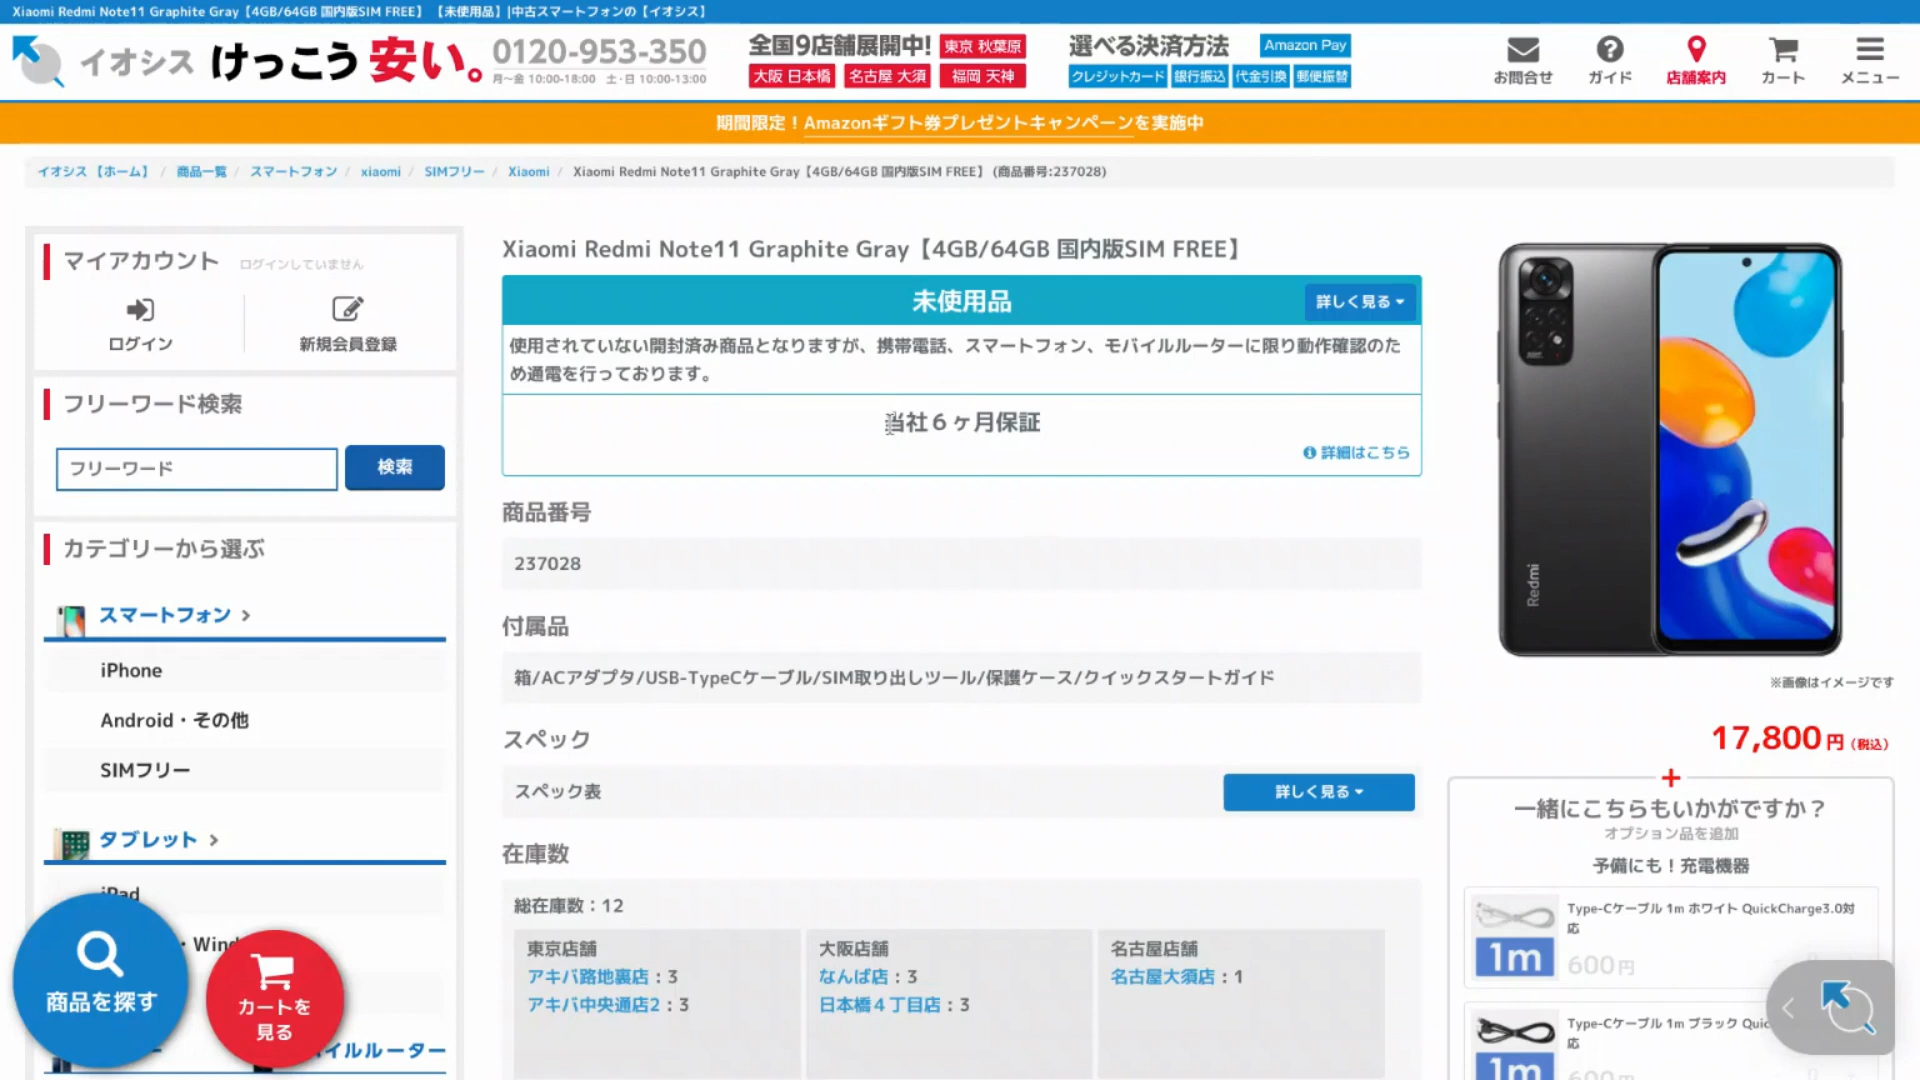 Xiaomi Redmi Note11 Graphite Gray【4GB/64GB 国内版SIM FREE】 【未使用品】|中古スマートフォンの【イオシス】
イオシス けっこう安い。
0120-953-350
月〜金 10:00-18:00 土・日 10:00-13:00
全国9店舗展開中! 東京 秋葉原
大阪 日本橋 名古屋 大須 福岡 天神
選べる決済方法 Amazon Pay
クレジットカード 銀行振込 代金引換 郵便振替
お問合せ ガイド 店舗案内 カート メニュー
期間限定！Amazonギフト券プレゼントキャンペーンを実施中
イオシス 【ホーム】 / 商品一覧 / スマートフォン / xiaomi / SIMフリー / Xiaomi / Xiaomi Redmi Note11 Graphite Gray【4GB/64GB 国内版SIM FREE】 (商品番号:237028)
マイアカウント ログインしていません
ログイン 新規会員登録
フリーワード検索
フリーワード 検索
カテゴリーから選ぶ
スマートフォン
iPhone
Android・その他
SIMフリー
タブレット
iPad
・Wind
イルルーター
商品を探す
カートを
見る
Xiaomi Redmi Note11 Graphite Gray【4GB/64GB 国内版SIM FREE】
未使用品 詳しく見る
使用されていない開封済み商品となりますが、携帯電話、スマートフォン、モバイルルーターに限り動作確認のた
め通電を行っております。
当社６ヶ月保証
詳細はこちら
商品番号
237028
付属品
箱/ACアダプタ/USB-TypeCケーブル/SIM取り出しツール/保護ケース/クイックスタートガイド
スペック
スペック表 詳しく見る
在庫数
総在庫数：12
東京店舗
アキバ路地裏店：3
アキバ中央通店2：3
大阪店舗
なんば店：3
日本橋４丁目店：3
名古屋店舗
名古屋大須店：1
Redmi
※画像はイメージです
17,800円（税込）
+
一緒にこちらもいかがですか？
オプション品を追加
予備にも！充電機器
Type-Cケーブル 1m ホワイト QuickCharge3.0対
応
1m
600円
Type-Cケーブル 1m ブラック Quic
応
1m
600円